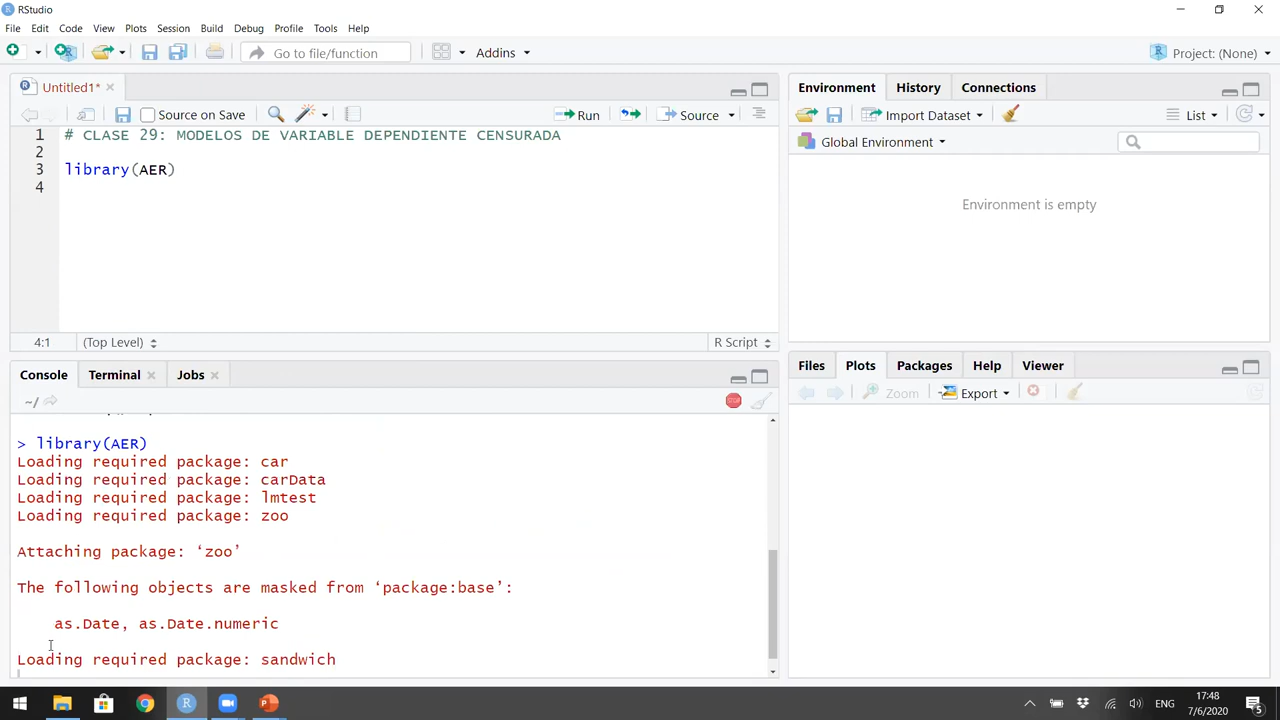 RStudio
File Edit Code View Plots Session Build Debug Profile Tools Help
Go to file/function Addins Project: (None)
Untitled1*
Source on Save Run Source
1 # CLASE 29: MODELOS DE VARIABLE DEPENDIENTE CENSURADA
2
3 library(AER)
4
4:1 (Top Level) R Script
Console Terminal Jobs
~/
> library(AER)
Loading required package: car
Loading required package: carData
Loading required package: lmtest
Loading required package: zoo
Attaching package: ‘zoo’
The following objects are masked from ‘package:base’:
as.Date, as.Date.numeric
Loading required package: sandwich
Environment History Connections
Import Dataset List
Global Environment
Environment is empty
Files Plots Packages Help Viewer
Zoom Export
ENG
17:48
7/6/2020
5